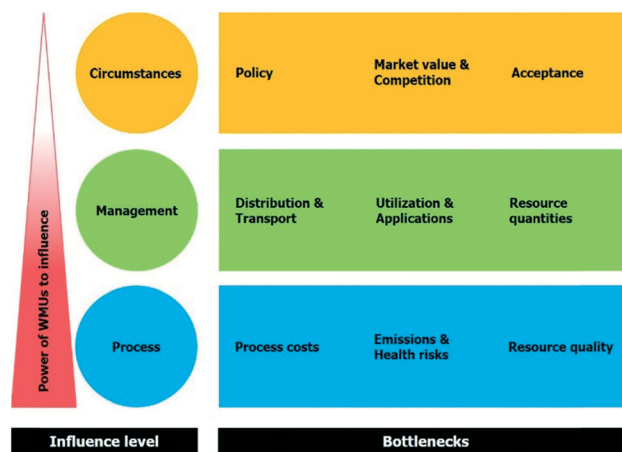 Power of WMUs to influence
Circumstances
Policy
Market value &
Competition
Acceptance
Management
Distribution &
Transport
Utilization &
Applications
Resource
quantities
Process
Process costs
Emissions &
Health risks
Resource quality
Influence level
Bottlenecks